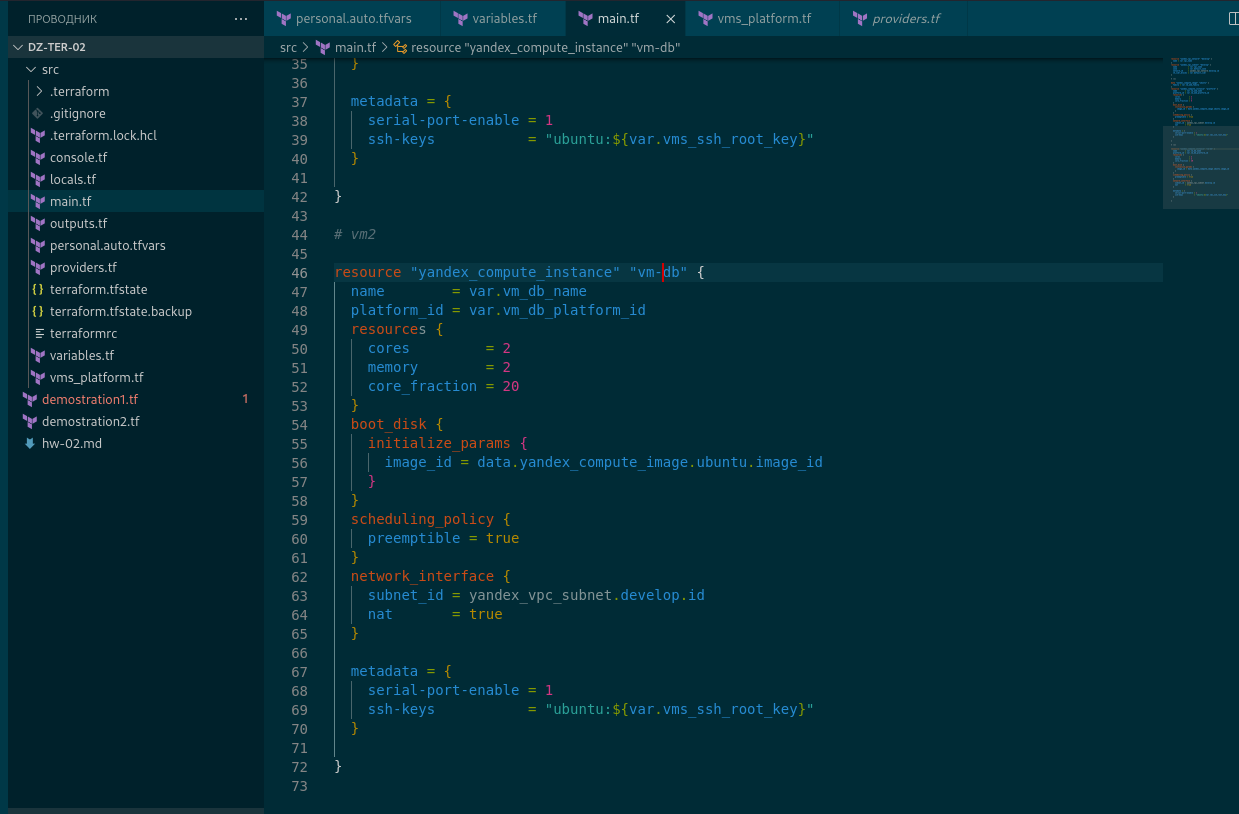 ПРОВОДНИК ···
DZ-TER-02
src
.terraform
.gitignore
.terraform.lock.hcl
console.tf
locals.tf
main.tf
outputs.tf
personal.auto.tfvars
providers.tf
{} terraform.tfstate
{} terraform.tfstate.backup
terraformrc
variables.tf
vms_platform.tf
demostration1.tf 1
demostration2.tf
hw-02.md
personal.auto.tfvars variables.tf main.tf × vms_platform.tf providers.tf
src > main.tf > resource "yandex_compute_instance" "vm-db"
35   }
36
37   metadata = {
38     serial-port-enable = 1
39     ssh-keys           = "ubuntu:${var.vms_ssh_root_key}"
40   }
41
42 }
43
44 # vm2
45
46 resource "yandex_compute_instance" "vm-db" {
47   name        = var.vm_db_name
48   platform_id = var.vm_db_platform_id
49   resources {
50     cores         = 2
51     memory        = 2
52     core_fraction = 20
53   }
54   boot_disk {
55     initialize_params {
56       image_id = data.yandex_compute_image.ubuntu.image_id
57     }
58   }
59   scheduling_policy {
60     preemptible = true
61   }
62   network_interface {
63     subnet_id = yandex_vpc_subnet.develop.id
64     nat       = true
65   }
66
67   metadata = {
68     serial-port-enable = 1
69     ssh-keys           = "ubuntu:${var.vms_ssh_root_key}"
70   }
71
72 }
73